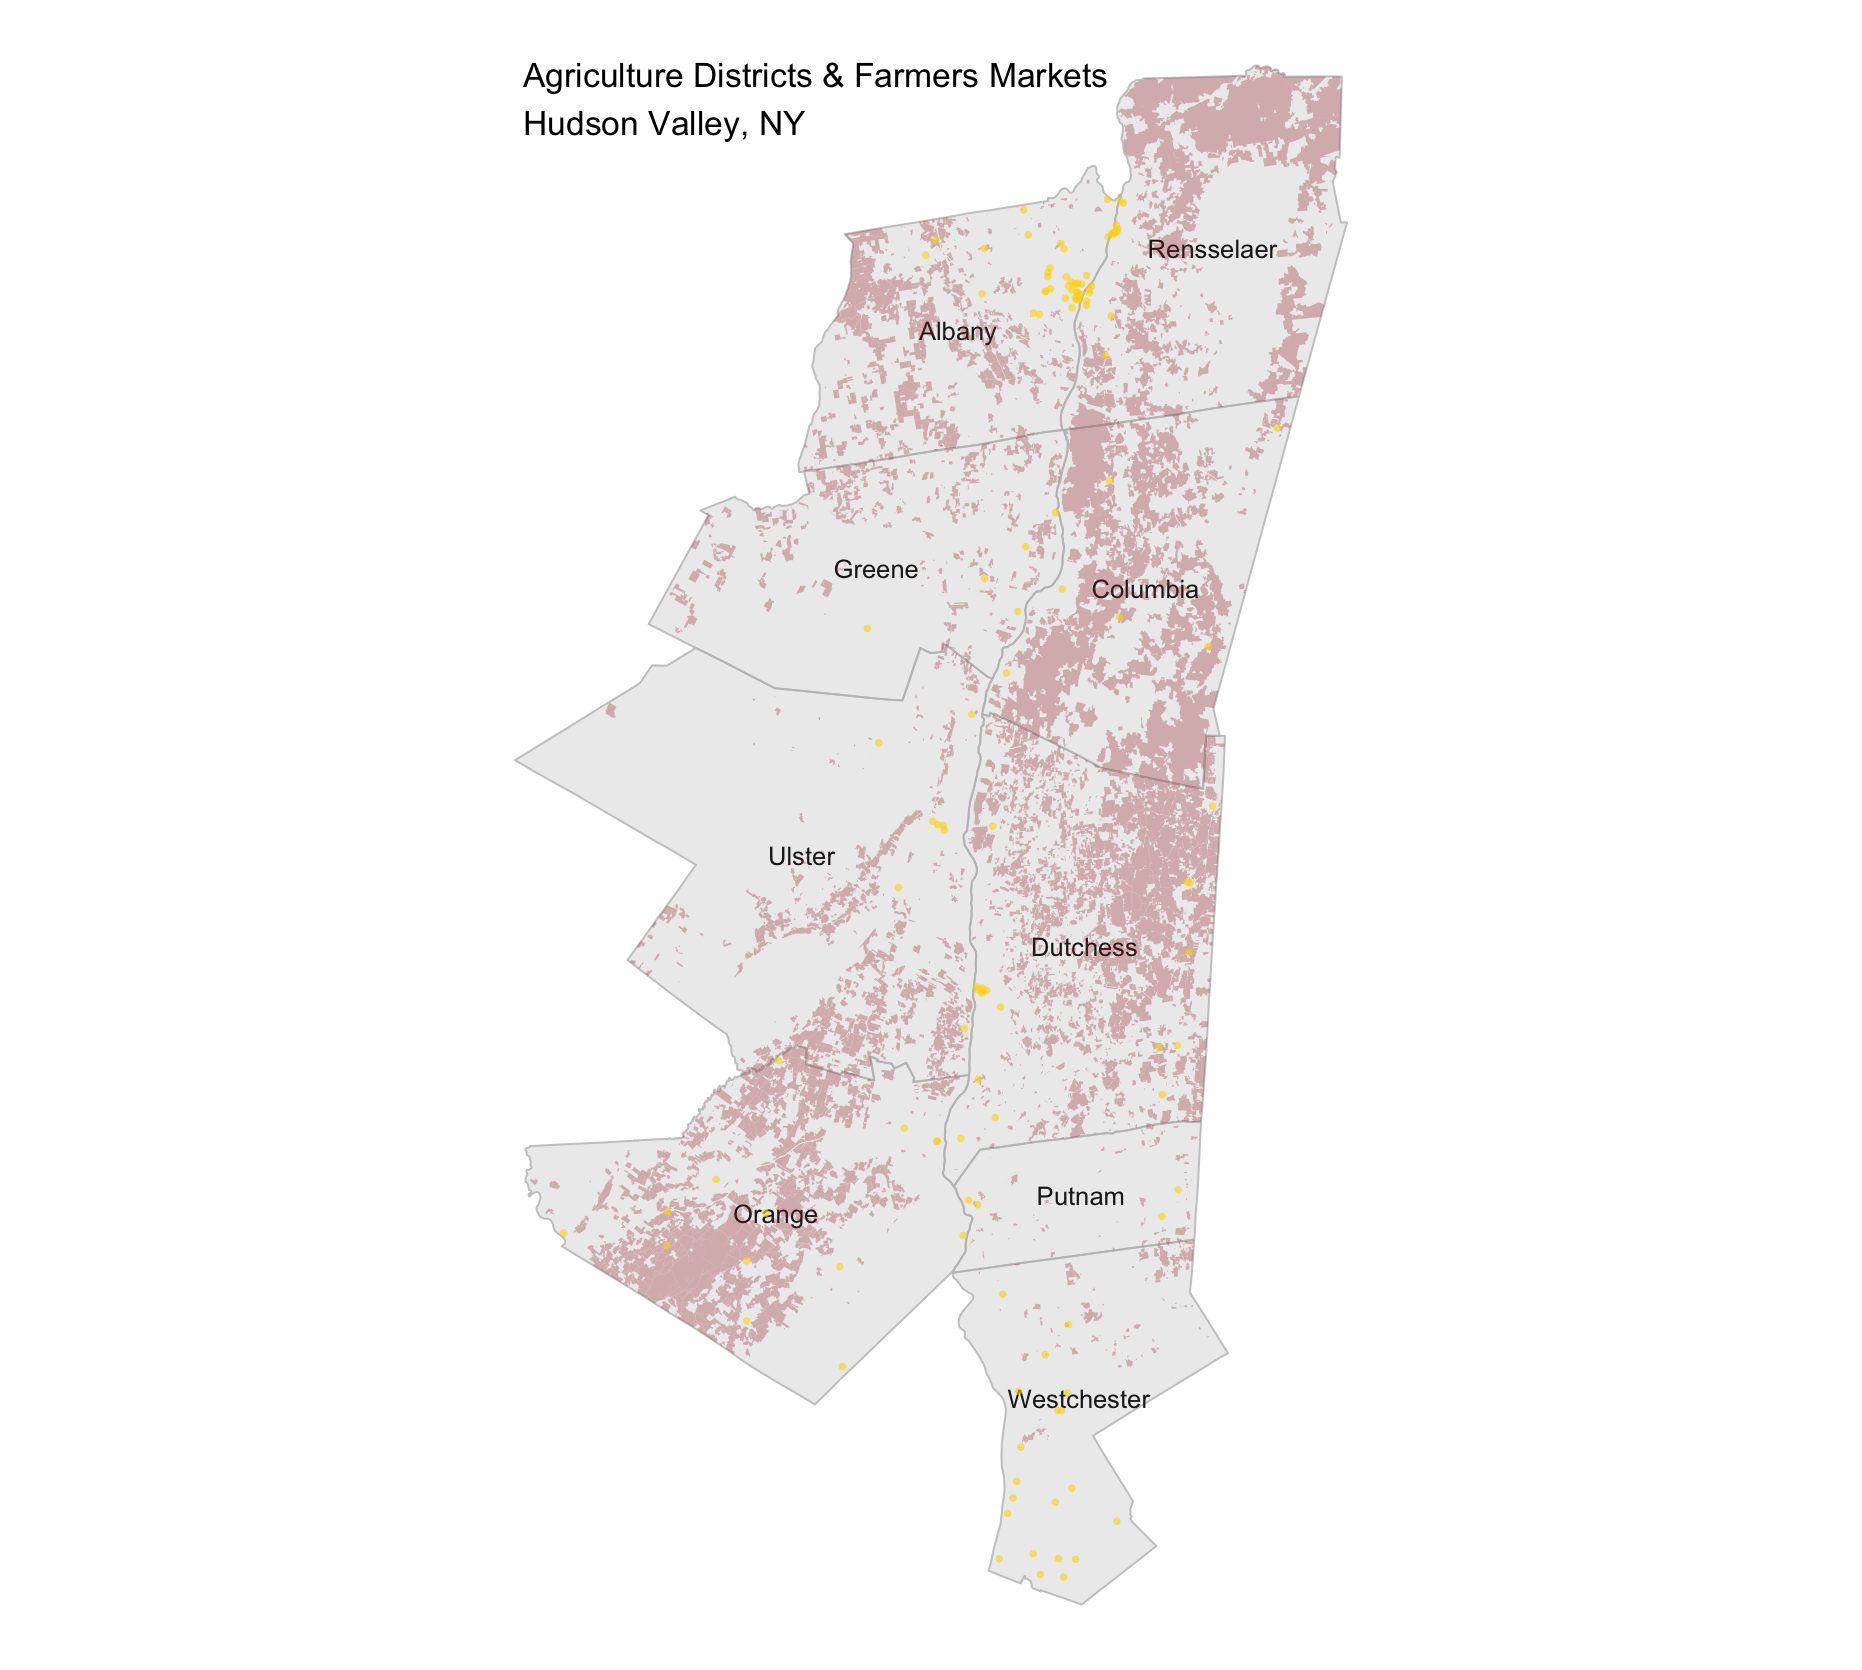 Agriculture Districts & Farmers Markets
Hudson Valley, NY
Rensselaer
Albany
Greene
Columbia
Ulster
Dutchess
Putnam
Orange
Westchester